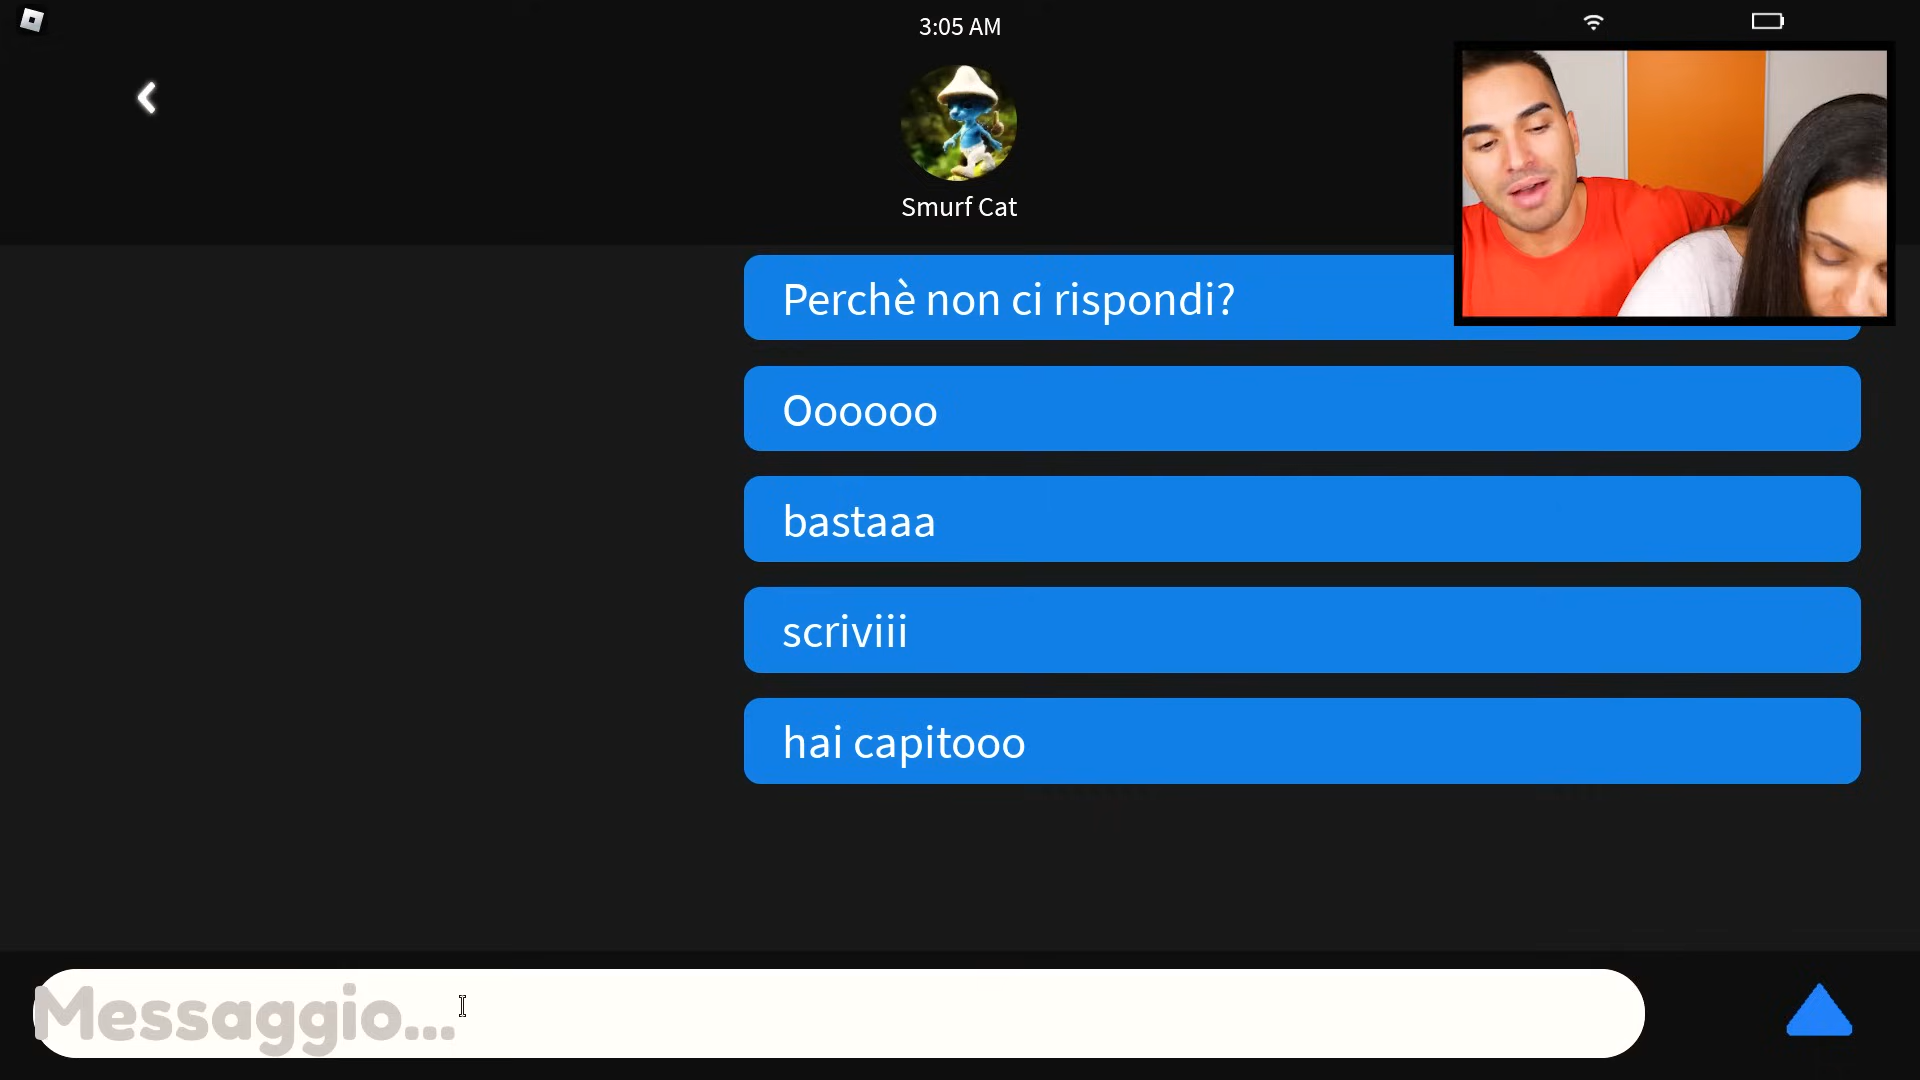 3:05 AM
Smurf Cat
Perchè non ci rispondi?
Oooooo
bastaaa
scriviii
hai capitooo
Messaggio...